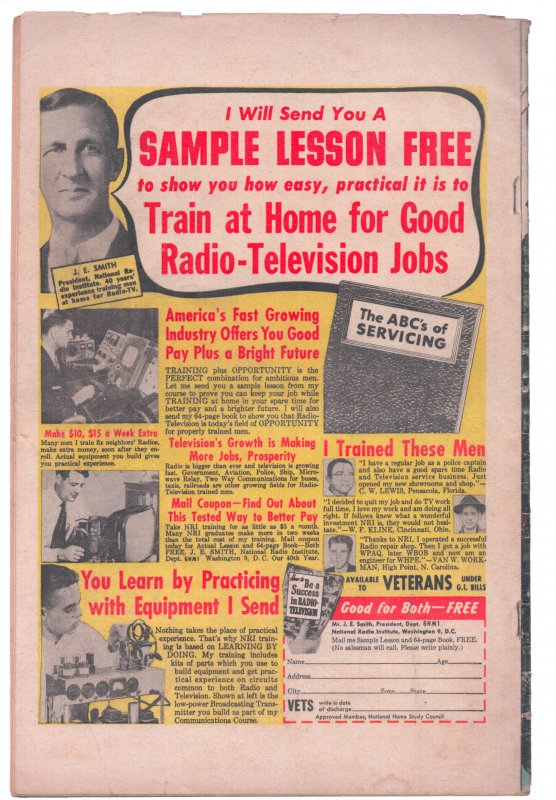 I Will Send You A
SAMPLE LESSON FREE
to show you how easy, practical it is to
Train at Home for Good
Radio-Television Jobs
J. E. SMITH
President, National Ra-
dio Institute. 40 years'
experience training men
at home for Radio-TV.
America's Fast Growing
Industry Offers You Good
Pay Plus a Bright Future
TRAINING plus OPPORTUNITY is the
PERFECT combination for ambitious men.
Let me send you a sample lesson from my
course to prove you can keep your job while
TRAINING at home in your spare time for
better pay and a brighter future. I will also
send my 64-page book to show you that Radio-
Television is today's field of OPPORTUNITY
for properly trained men.
The ABC's of
SERVICING
Make $10, $15 a Week Extra
Many men I train fix neighbors' Radios,
make extra money, soon after they en-
roll. Actual equipment you build gives
you practical experience.
Television's Growth is Making
More Jobs, Prosperity
Radio is bigger than ever and television is growing
fast. Government, Aviation, Police, Ship, Micro-
wave Relay, Two Way Communications for buses,
taxis, railroads are other growing fields for Radio-
Television trained men.
Mail Coupon—Find Out About
This Tested Way to Better Pay
Take NRI training for as little as $5 a month.
Many NRI graduates make more in two weeks
than the total cost of my training. Mail coupon
today for Actual Lesson and 64-page Book—Both
FREE. J. E. SMITH, National Radio Institute,
Dept. 6HM1 Washington 9, D.C. Our 40th Year.
I Trained These Men
"I have a regular job as a police captain
and also have a good spare time Radio
and Television service business. Just
opened my new showrooms and shop."—
C. W. LEWIS, Pensacola, Florida.
"I decided to quit my job and do TV work
full time. I love my work and am doing all
right. If fellows knew what a wonderful
investment NRI is, they would not hesi-
tate."—W. F. KLINE, Cincinnati, Ohio.
"Thanks to NRI, I operated a successful
Radio repair shop. Then I got a job with
WPAQ, later WBOB and now am
engineer for WHPE."—VAN W. WORK-
MAN, High Point, N. Carolina.
AVAILABLE TO VETERANS UNDER G.I. BILLS
You Learn by Practicing
with Equipment I Send
Nothing takes the place of practical
experience. That's why NRI train-
ing is based on LEARNING BY
DOING. My training includes
kits of parts which you use to
build equipment and get prac-
tical experience on circuits
common to both Radio and
Television. Shown at left is the
low-power Broadcasting Trans-
mitter you build as part of my
Communications Course.
How to
Be a
Success
in RADIO-
TELEVISION
Good for Both—FREE
Mr. J. E. Smith, President, Dept. 6HM1
National Radio Institute, Washington 9, D.C.
Mail me Sample Lesson and 64-page Book, FREE.
(No salesman will call. Please write plainly.)
Name Age
Address
City Zone State
VETS write in date
of discharge
Approved Member, National Home Study Council